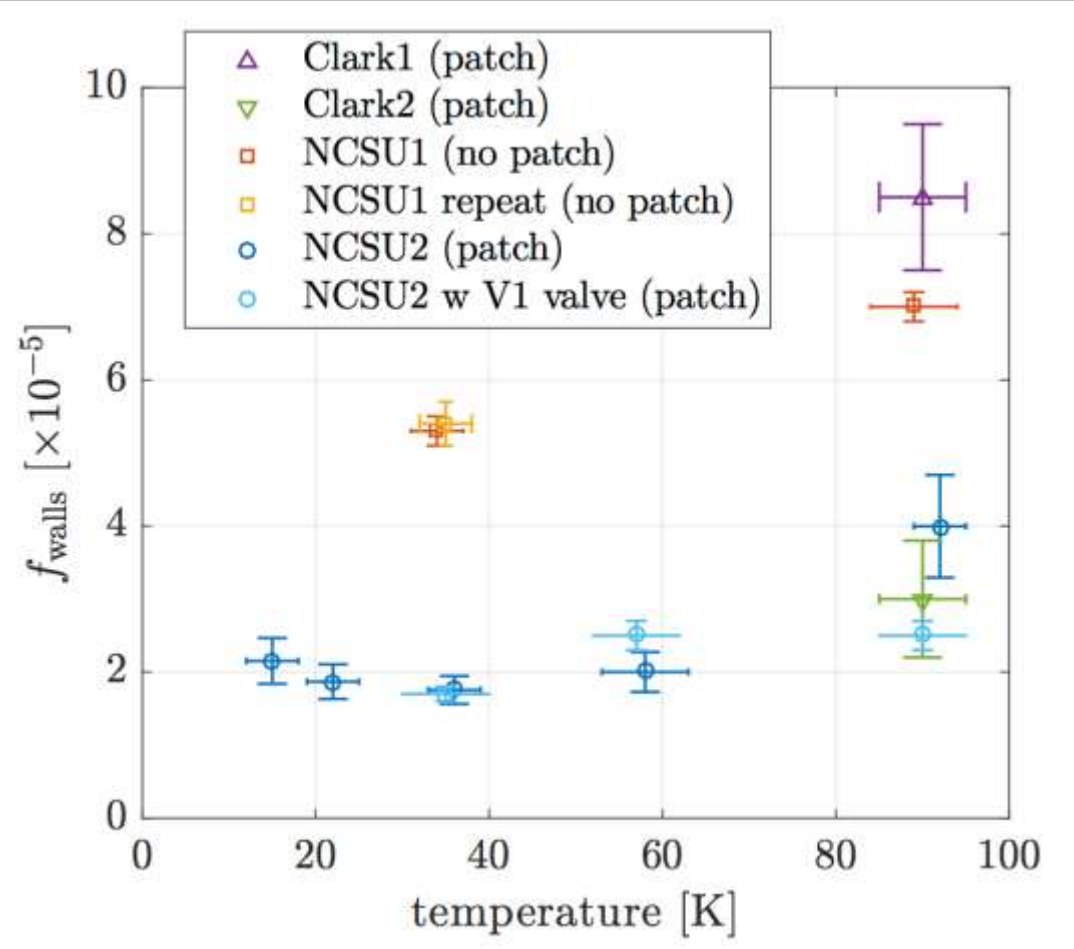 Clark1 (patch)
Clark2 (patch)
NCSU1 (no patch)
NCSU1 repeat (no patch)
NCSU2 (patch)
NCSU2 w V1 valve (patch)
10
8
6
4
2
0
f_walls [×10⁻⁵]
0 20 40 60 80 100
temperature [K]